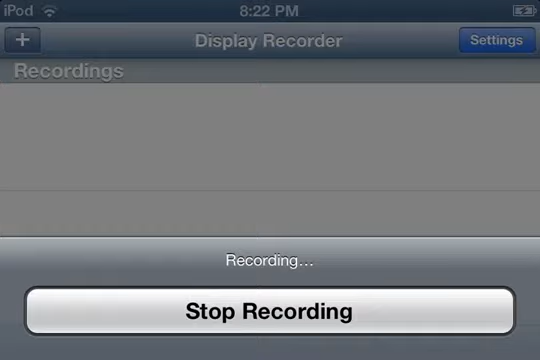 iPod 8:22 PM
+ Display Recorder Settings
Recordings
Recording...
Stop Recording